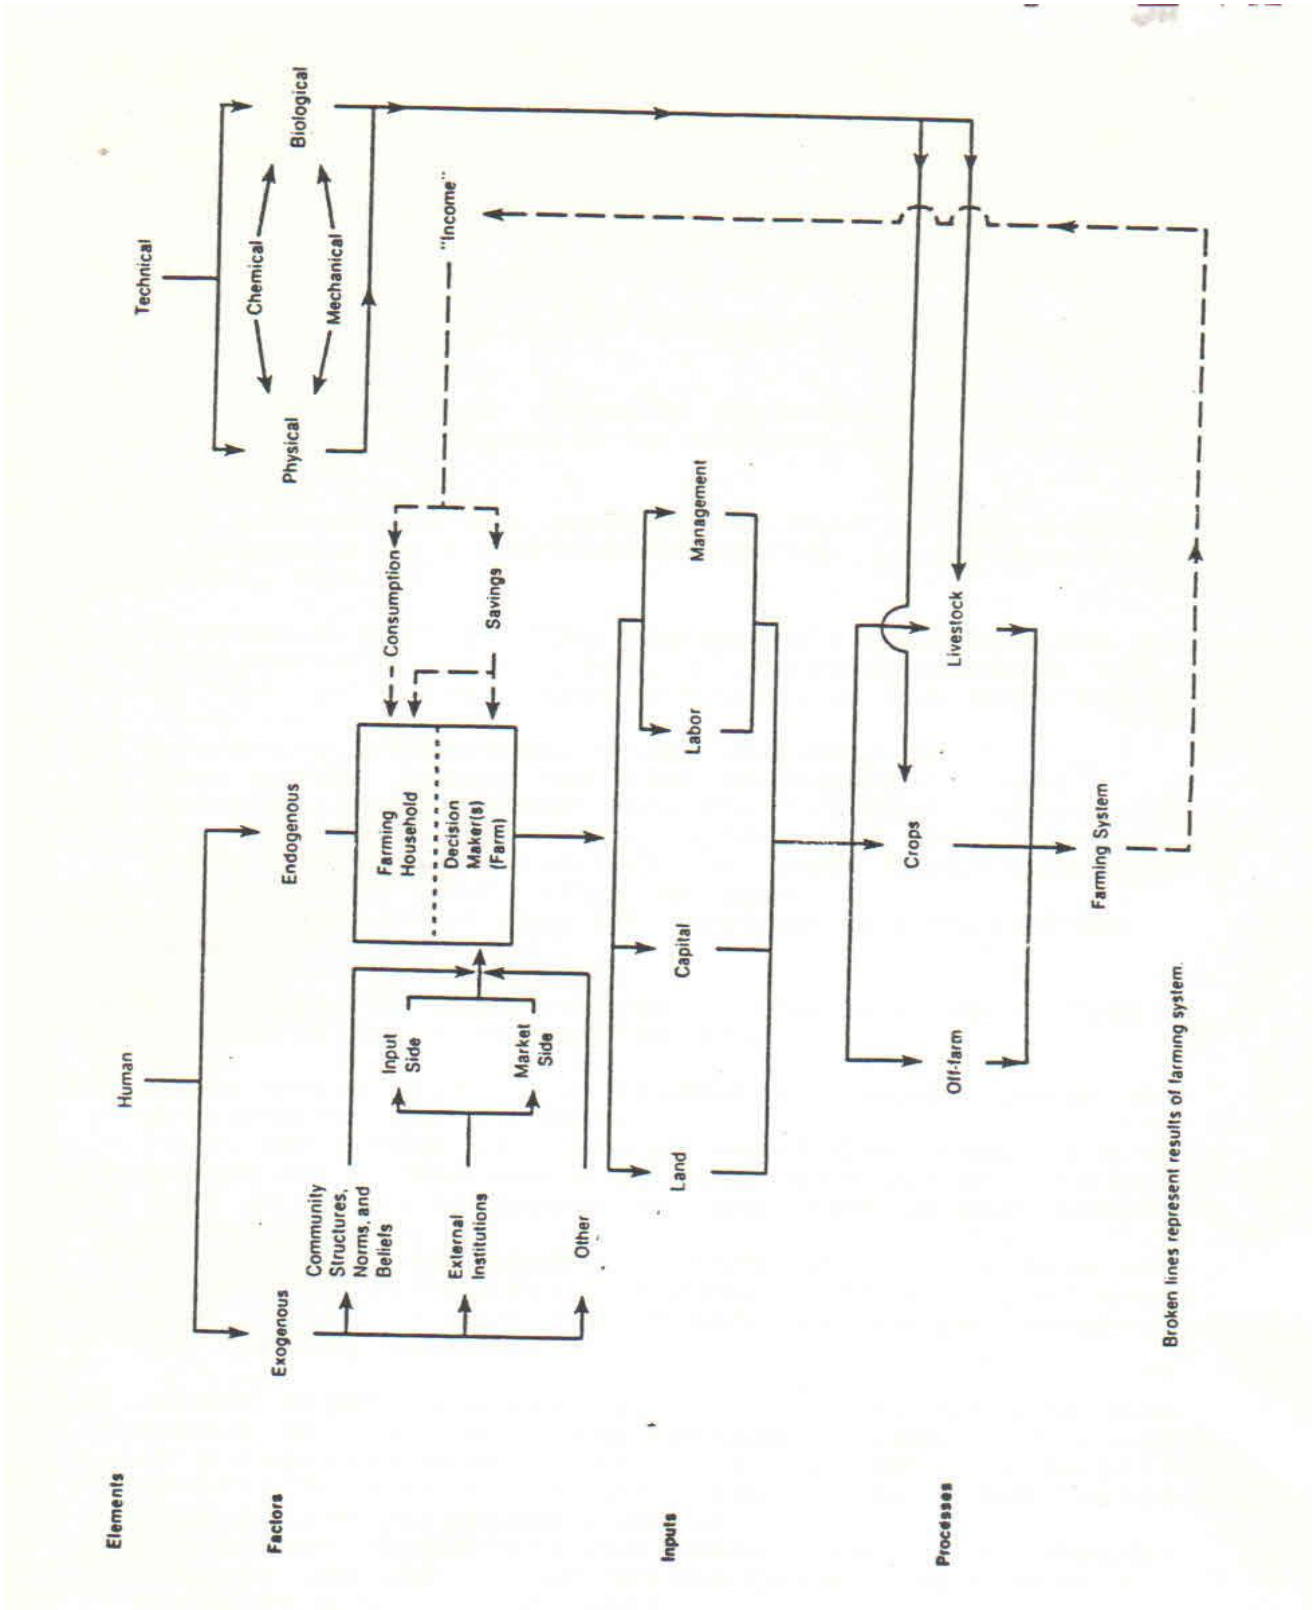 Elements
Human
Technical
Factors
Exogenous
Endogenous
Physical
Chemical
Mechanical
Biological
Community
Structures,
Norms, and
Beliefs
External
Institutions
Other
Input
Side
Market
Side
Farming
Household
Decision
Maker(s)
(Farm)
Consumption
Savings
"Income"
Inputs
Land
Capital
Labor
Management
Processes
Off-farm
Crops
Livestock
Farming System
Broken lines represent results of farming system.